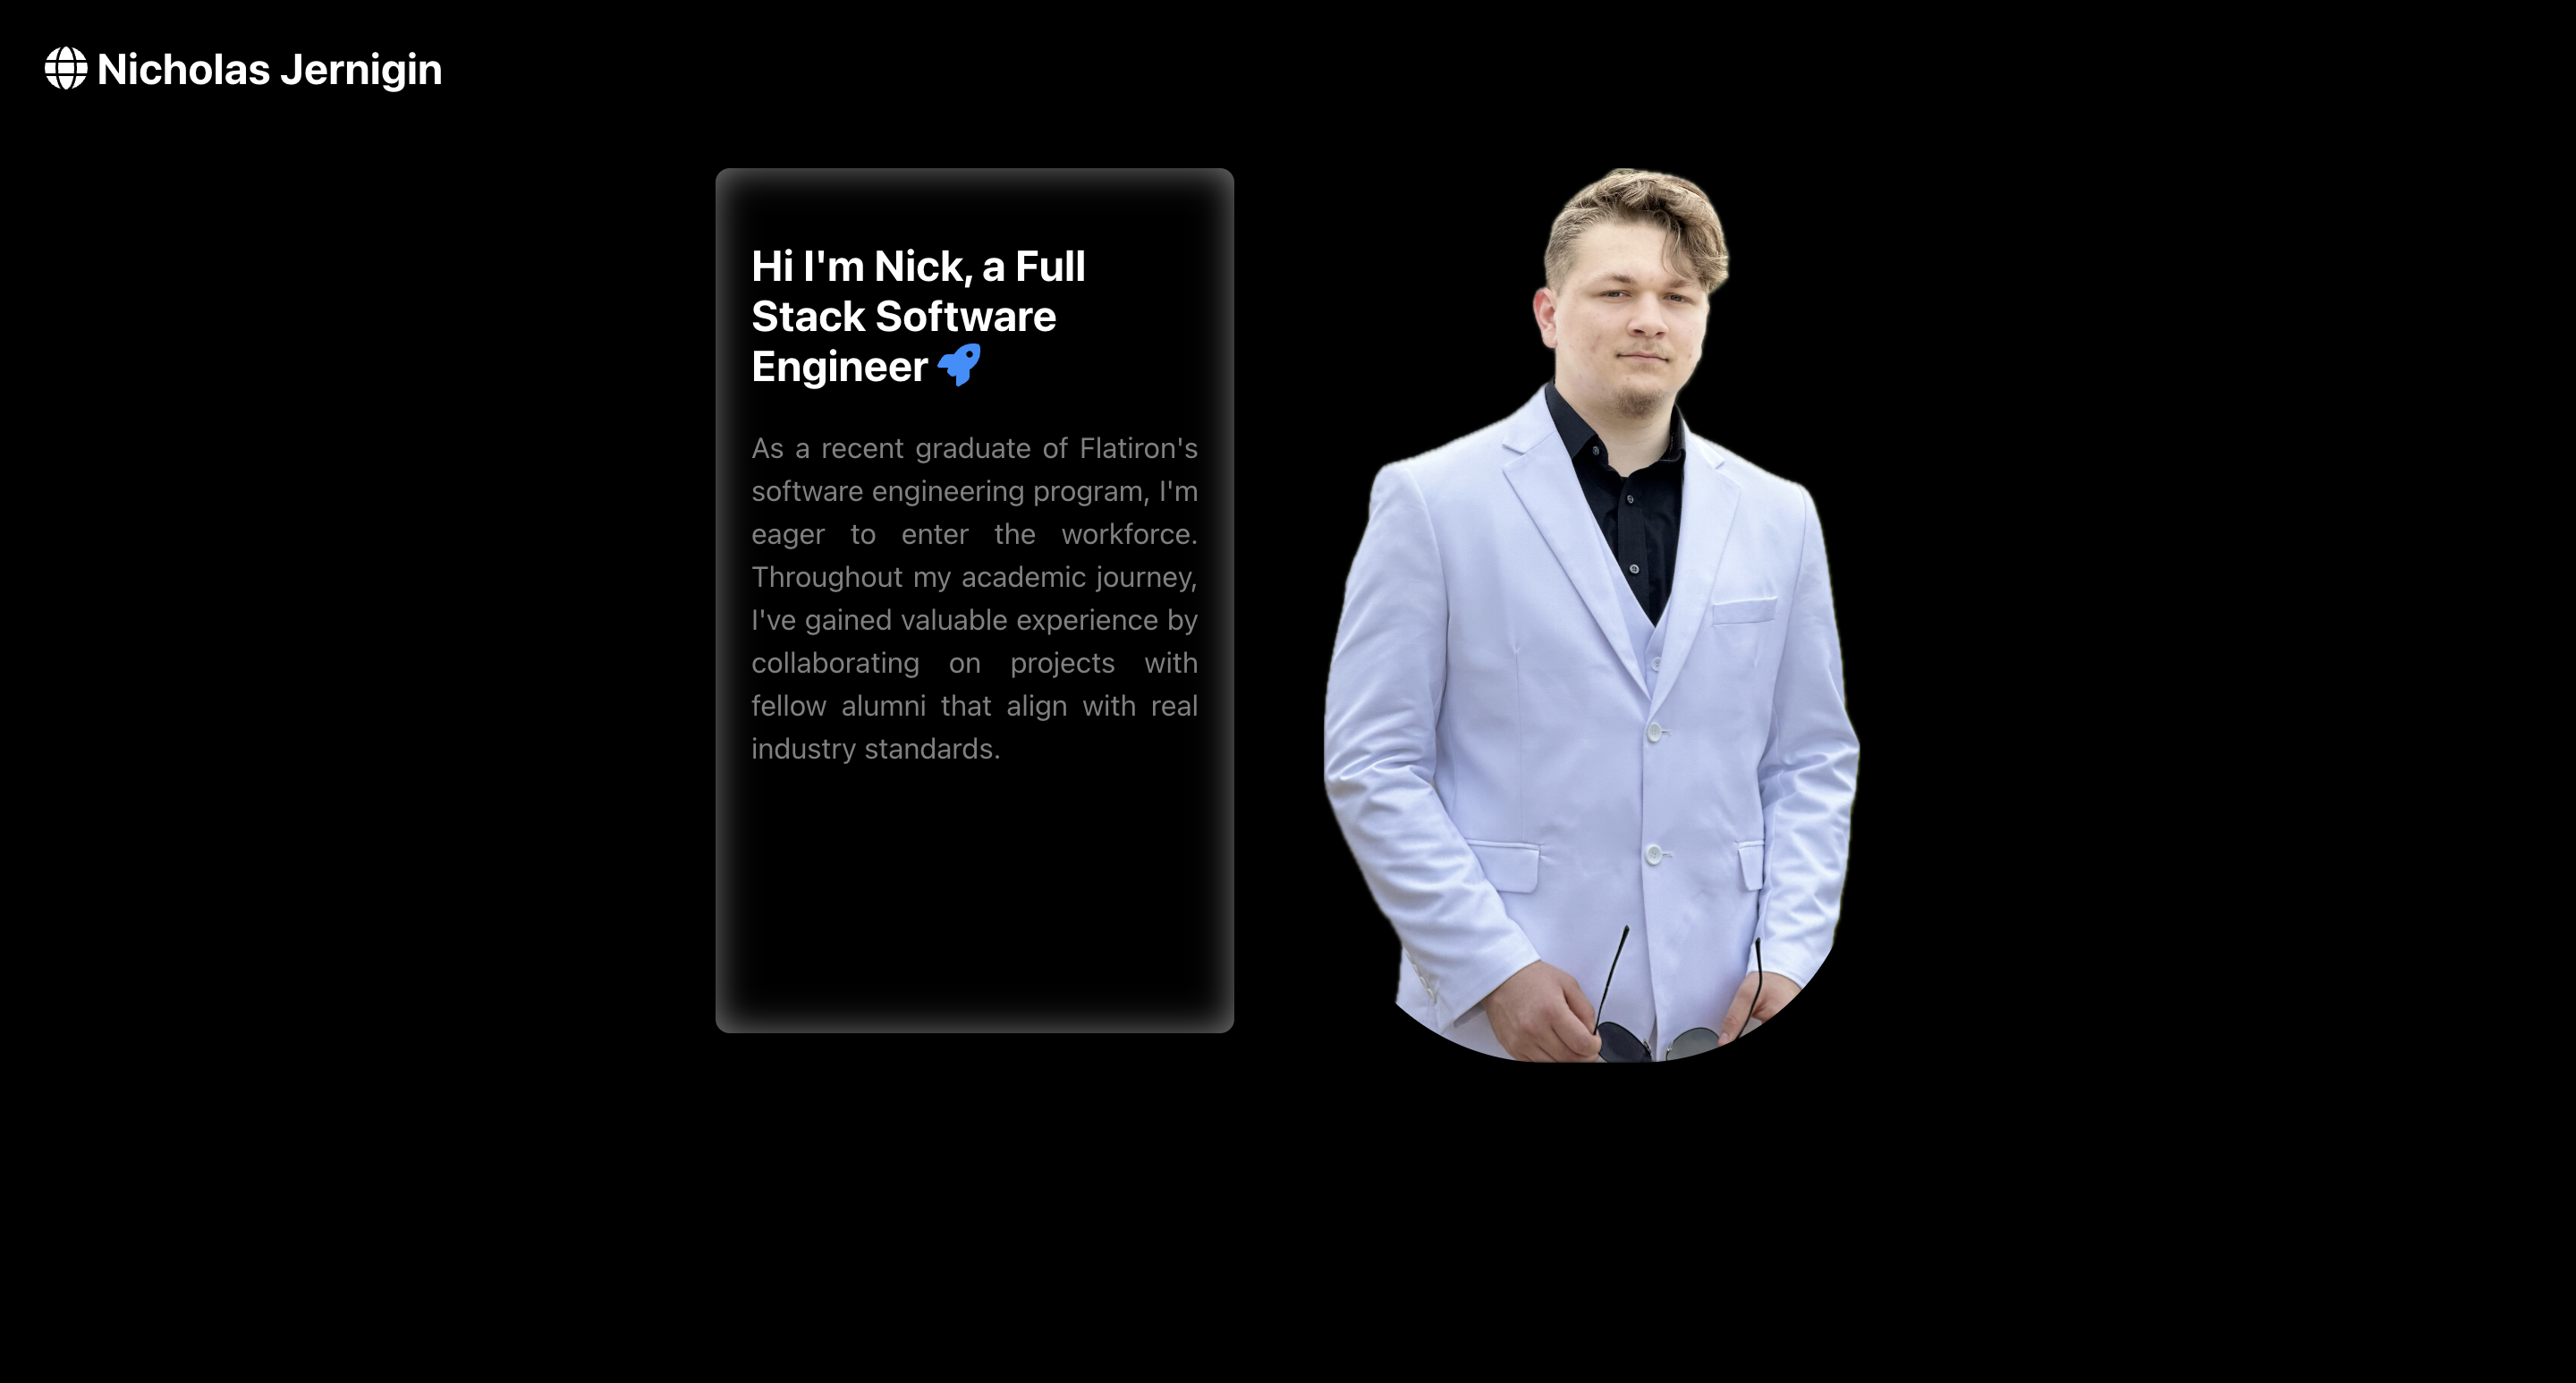 Nicholas Jernigin
Hi I'm Nick, a Full
Stack Software
Engineer
As a recent graduate of Flatiron's
software engineering program, I'm
eager to enter the workforce.
Throughout my academic journey,
I've gained valuable experience by
collaborating on projects with
fellow alumni that align with real
industry standards.